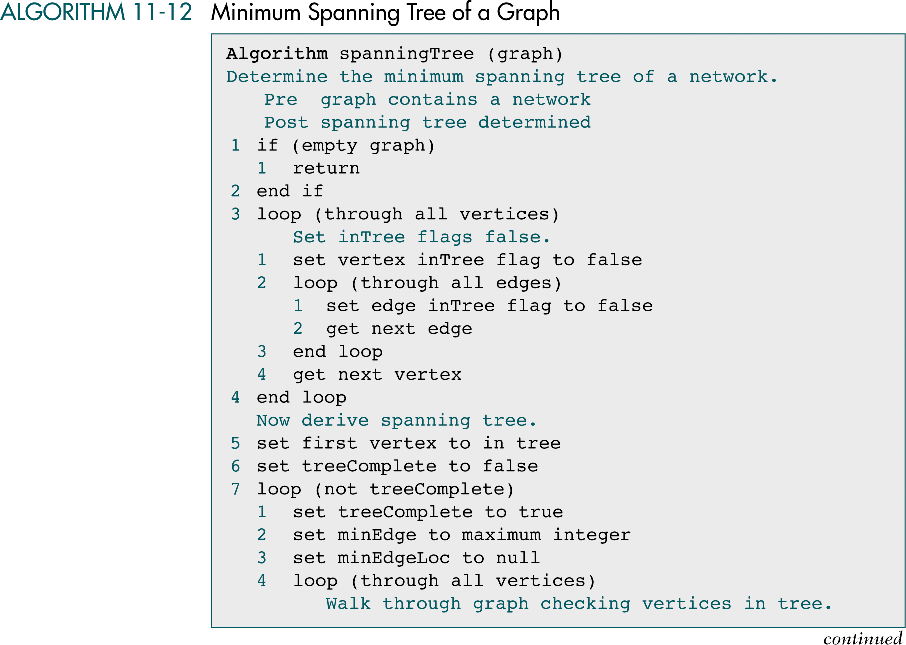 ALGORITHM 11-12 Minimum Spanning Tree of a Graph
Algorithm spanningTree (graph)
Determine the minimum spanning tree of a network.
Pre graph contains a network
Post spanning tree determined
1 if (empty graph)
1 return
2 end if
3 loop (through all vertices)
Set inTree flags false.
1 set vertex inTree flag to false
2 loop (through all edges)
1 set edge inTree flag to false
2 get next edge
3 end loop
4 get next vertex
4 end loop
Now derive spanning tree.
5 set first vertex to in tree
6 set treeComplete to false
7 loop (not treeComplete)
1 set treeComplete to true
2 set minEdge to maximum integer
3 set minEdgeLoc to null
4 loop (through all vertices)
Walk through graph checking vertices in tree.
continued